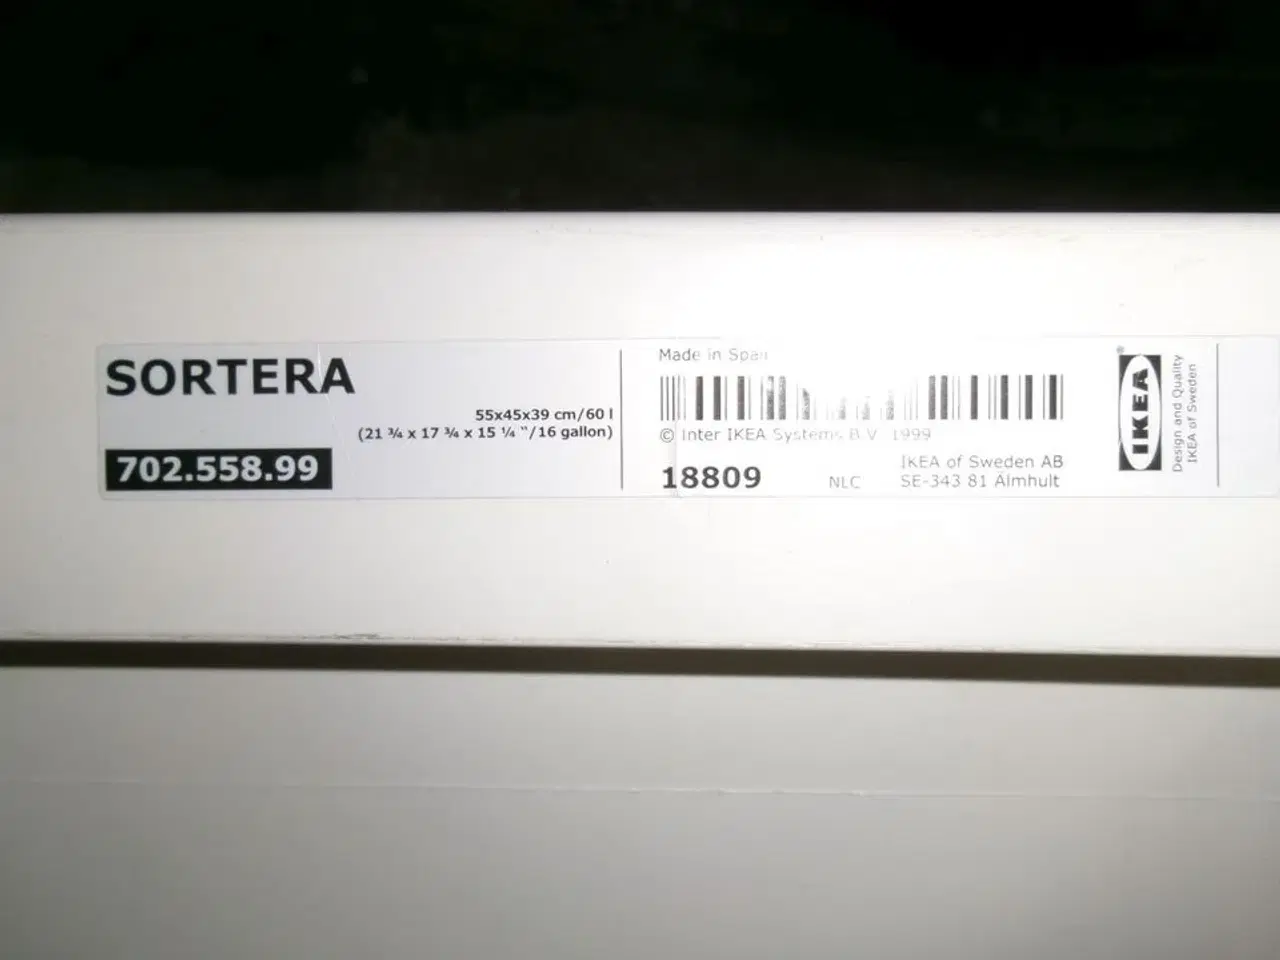 SORTERA
55x45x39 cm/60 l
(21 ¾ x 17 ¾ x 15 ¼ "/16 gallon)
702.558.99
Made in Spain
© Inter IKEA Systems B.V. 1999
18809
NLC
IKEA of Sweden AB
SE-343 81 Älmhult
IKEA
Design and Quality
IKEA of Sweden